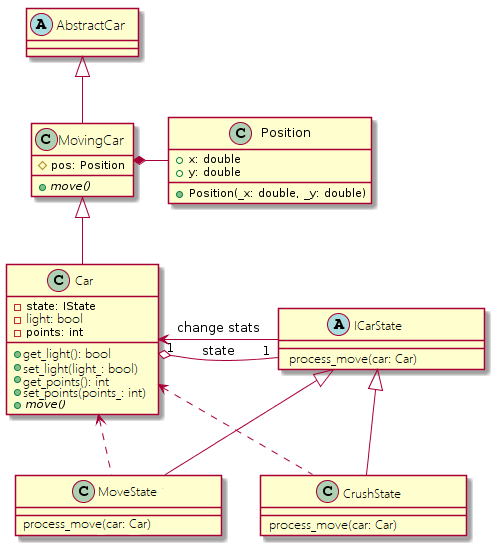 A AbstractCar
C MovingCar
pos: Position
move()
C Position
x: double
y: double
Position(_x: double, _y: double)
C Car
state: IState
light: bool
points: int
get_light(): bool
set_light(light_: bool)
get_points(): int
set_points(points_: int)
move()
change stats
1 state 1
A ICarState
process_move(car: Car)
C MoveState
process_move(car: Car)
C CrushState
process_move(car: Car)